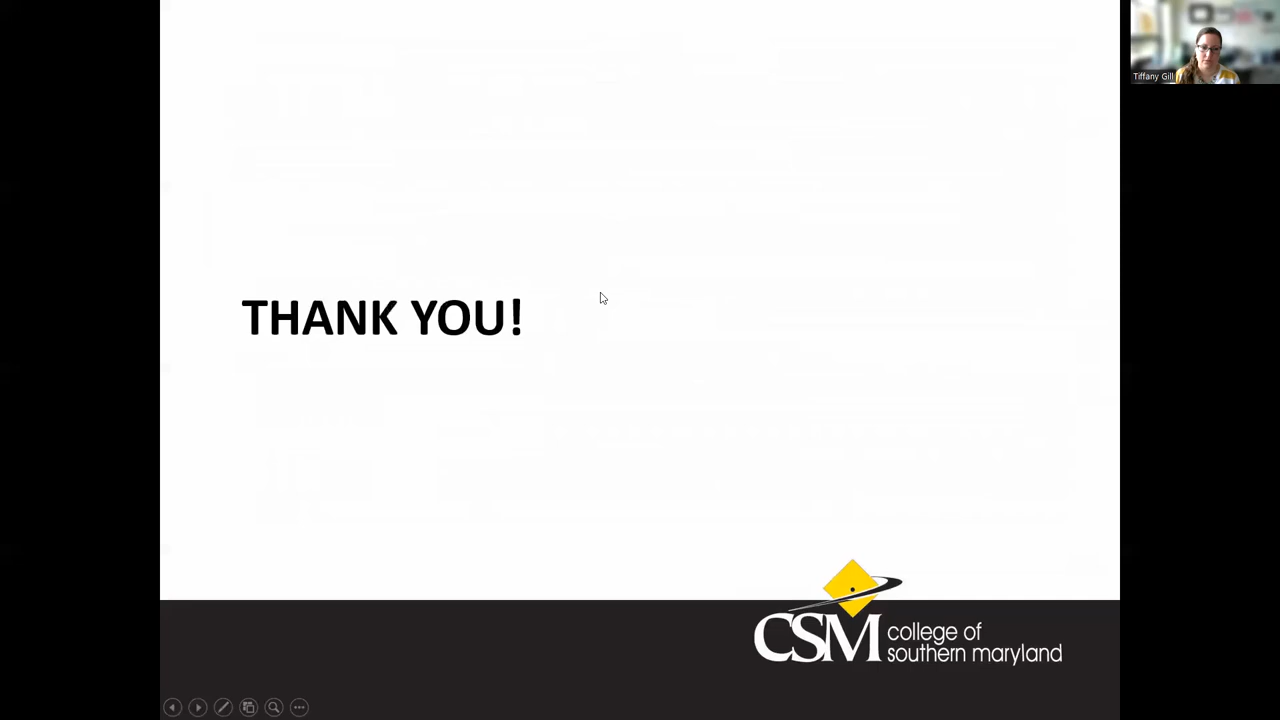 Tiffany Gill
THANK YOU!
CSM
college of
southern maryland